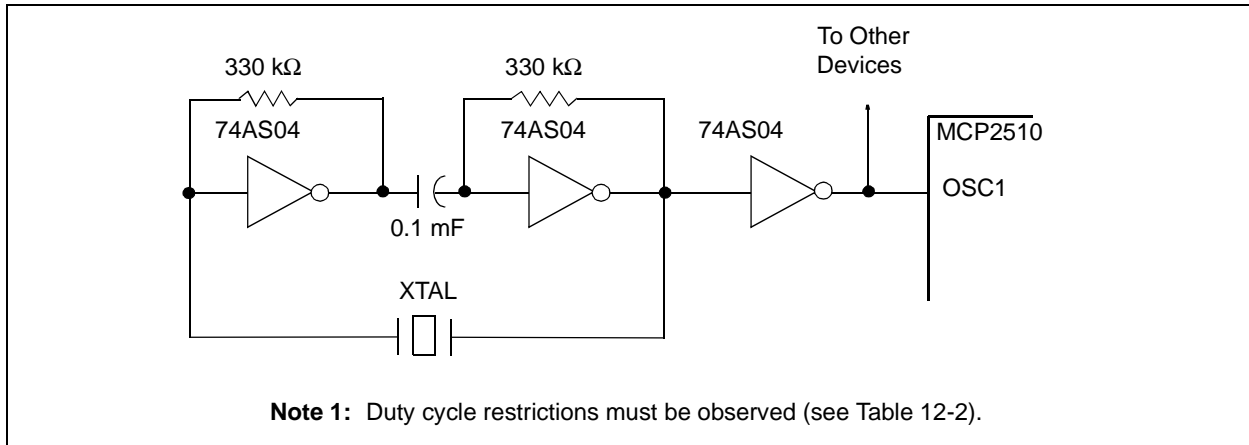 To Other
Devices
330 kΩ
330 kΩ
74AS04
74AS04
74AS04
MCP2510
OSC1
0.1 mF
XTAL
Note 1: Duty cycle restrictions must be observed (see Table 12-2).